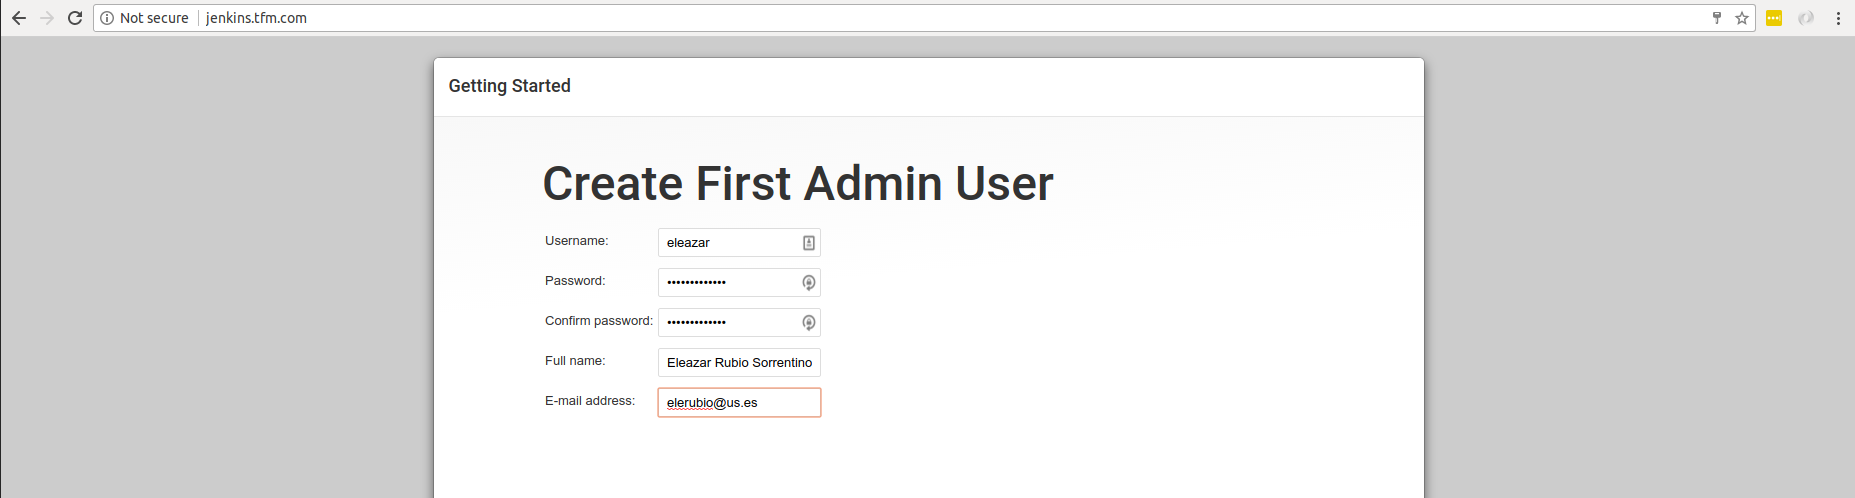 Not secure jenkins.tfm.com
Getting Started
Create First Admin User
Username: eleazar
Password: •••••••••••••
Confirm password: •••••••••••••
Full name: Eleazar Rubio Sorrentino
E-mail address: elerubio@us.es